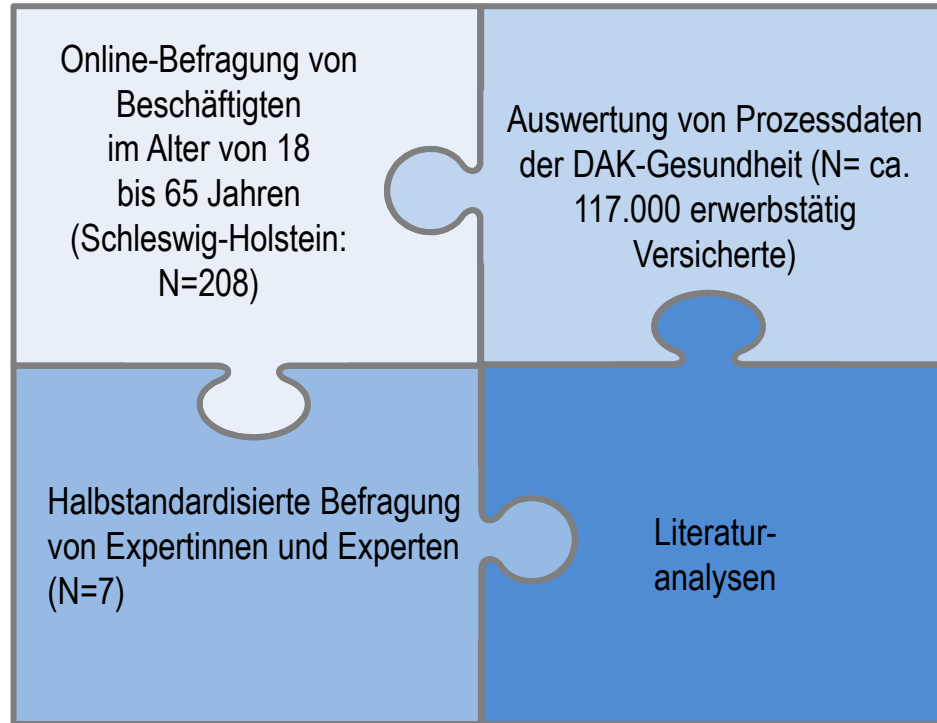 Online-Befragung von
Beschäftigten
im Alter von 18
bis 65 Jahren
(Schleswig-Holstein:
N=208)
Auswertung von Prozessdaten
der DAK-Gesundheit (N= ca.
117.000 erwerbstätig
Versicherte)
Halbstandardisierte Befragung
von Expertinnen und Experten
(N=7)
Literatur-
analysen